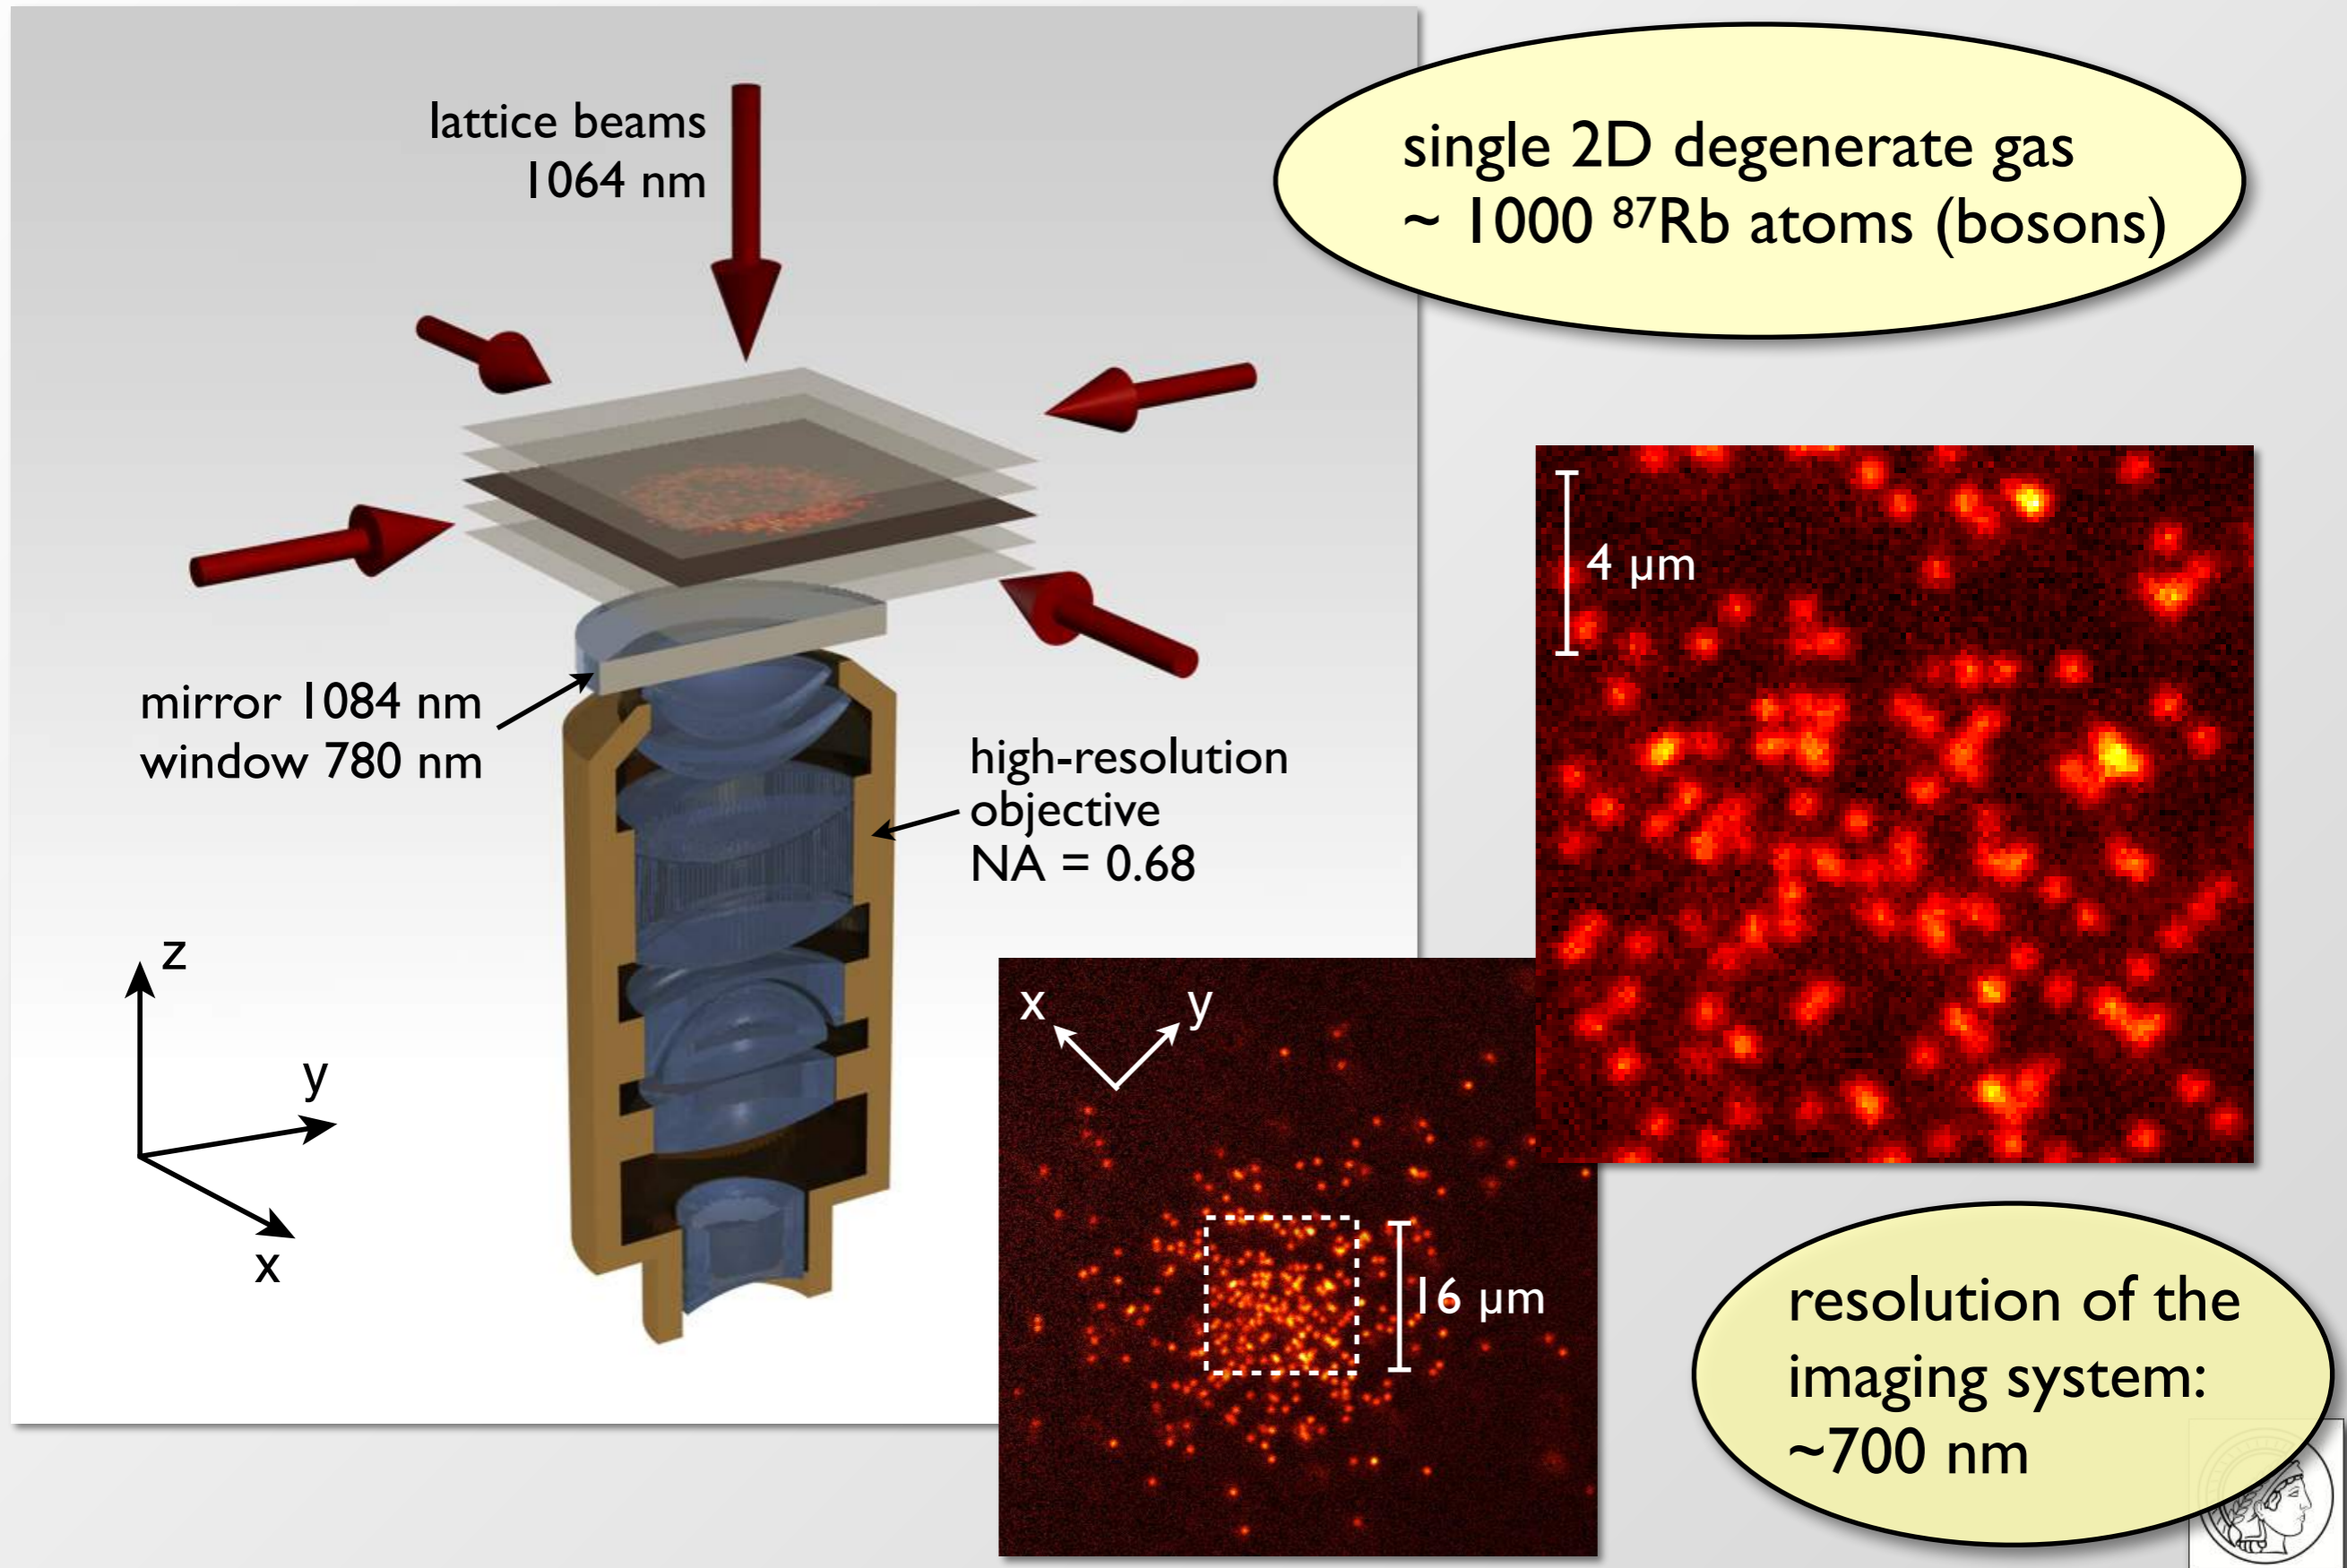 lattice beams
1064 nm
single 2D degenerate gas
~ 1000 ⁸⁷Rb atoms (bosons)
4 µm
mirror 1084 nm
window 780 nm
high-resolution
objective
NA = 0.68
z
y
x
x
y
16 µm
resolution of the
imaging system:
~700 nm